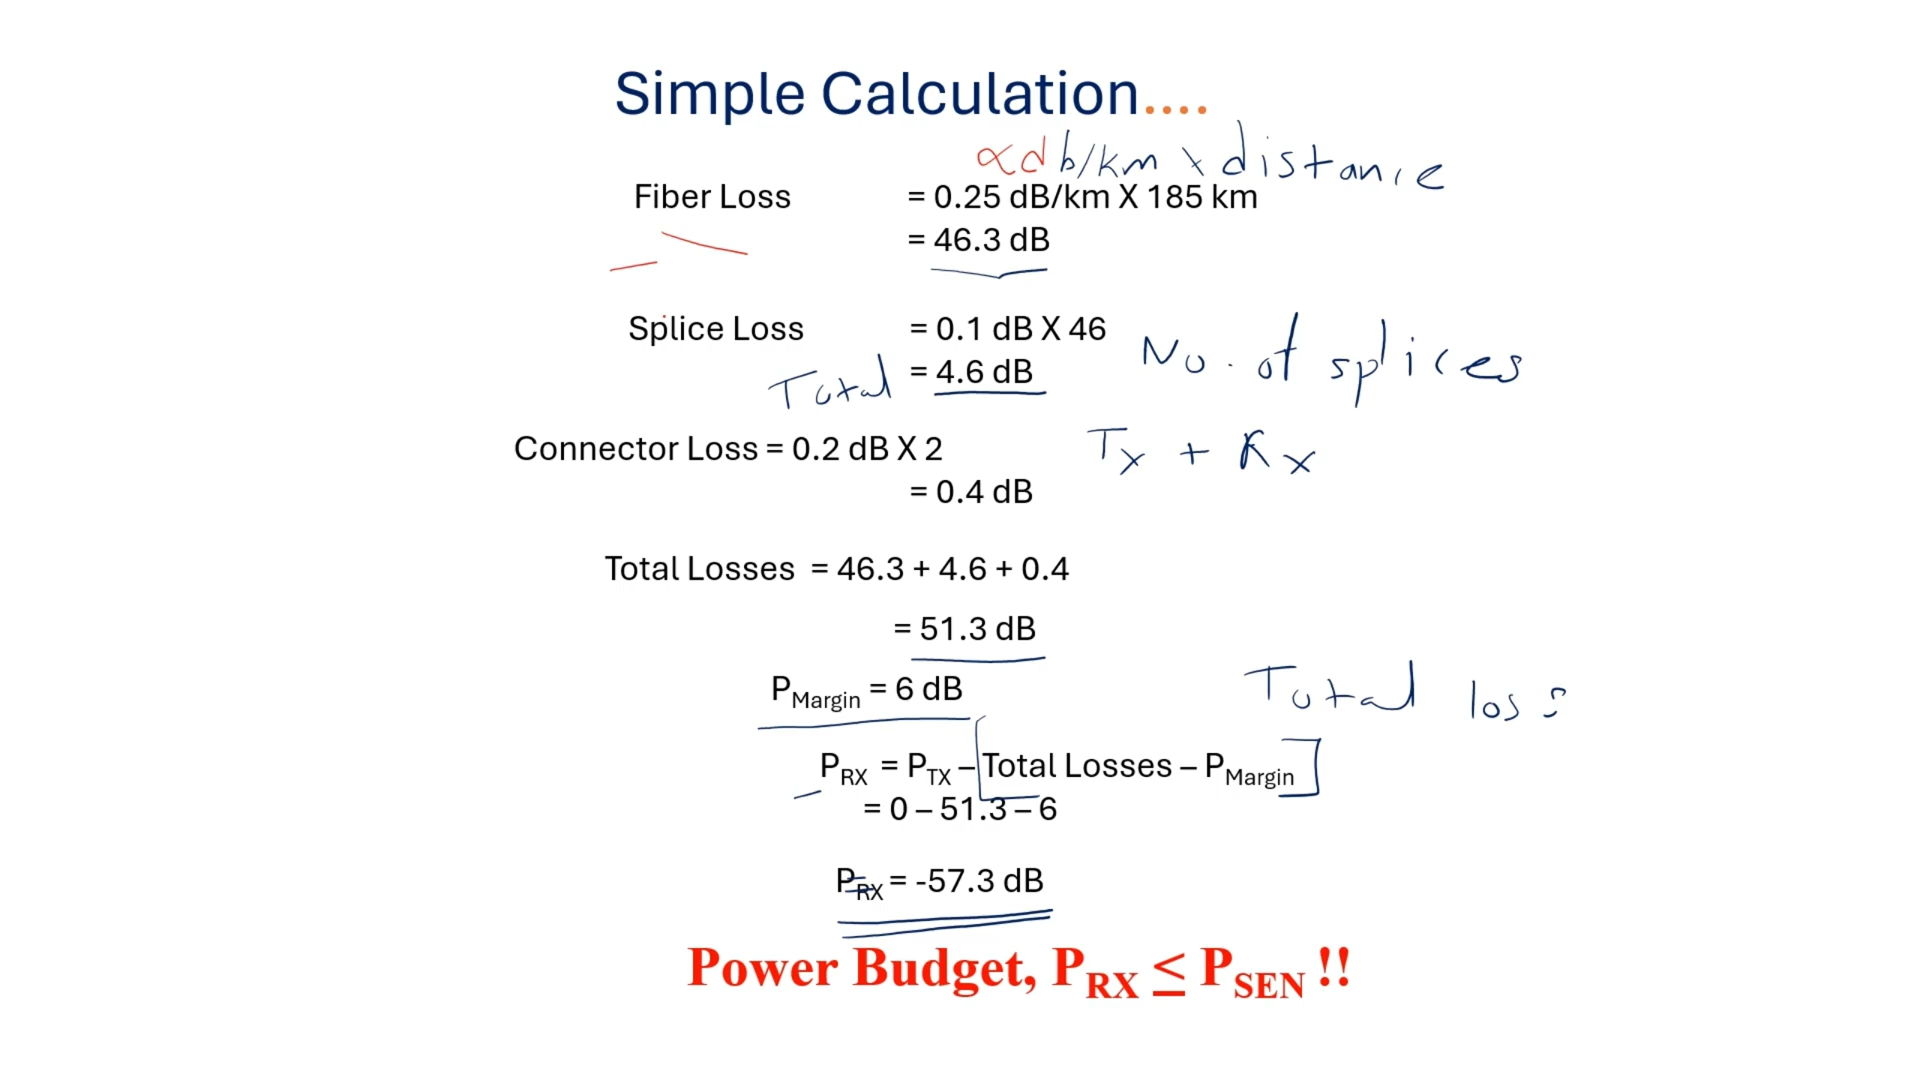 Simple Calculation....
∝db/km x distance
Fiber Loss = 0.25 dB/km X 185 km
= 46.3 dB
Splice Loss = 0.1 dB X 46
No. of splices
Total = 4.6 dB
Connector Loss = 0.2 dB X 2
Tx + Rx
= 0.4 dB
Total Losses = 46.3 + 4.6 + 0.4
= 51.3 dB
PMargin = 6 dB
Total loss
PRX = PTX – [Total Losses – PMargin]
= 0 – 51.3 – 6
PRX = -57.3 dB
Power Budget, PRX ≤ PSEN !!